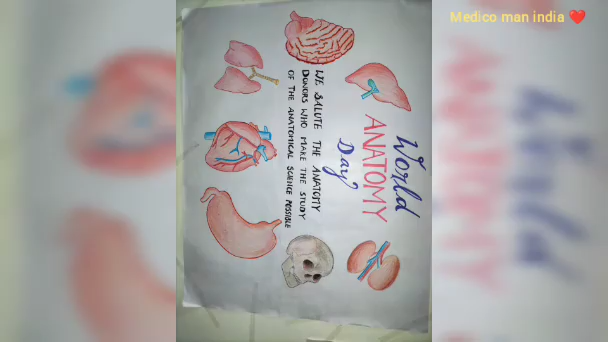 Medico man india ❤️
World
ANATOMY
Day
WE SALUTE THE ANATOMY
DONORS WHO MAKE THE STUDY
OF THE ANATOMICAL SCIENCE POSSIBLE